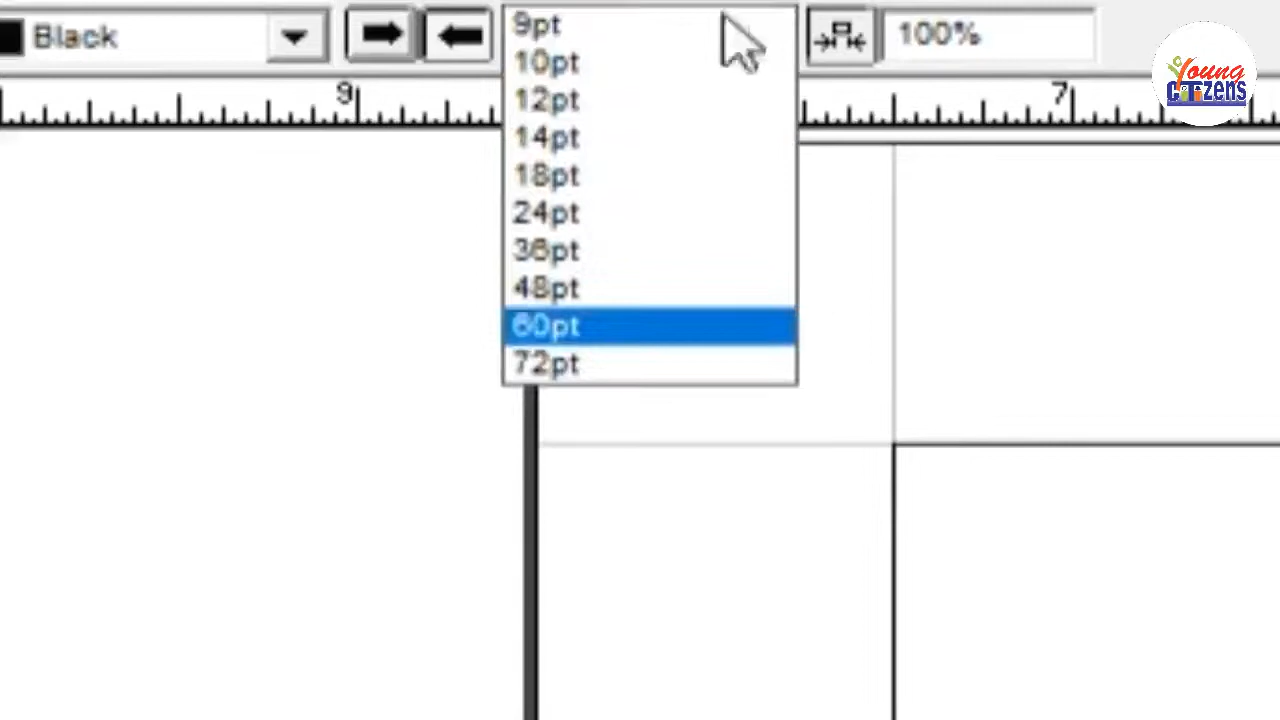 Black
9pt
100%
10pt
12pt
14pt
18pt
24pt
36pt
48pt
60pt
72pt
9
7
Young
CITIZENS